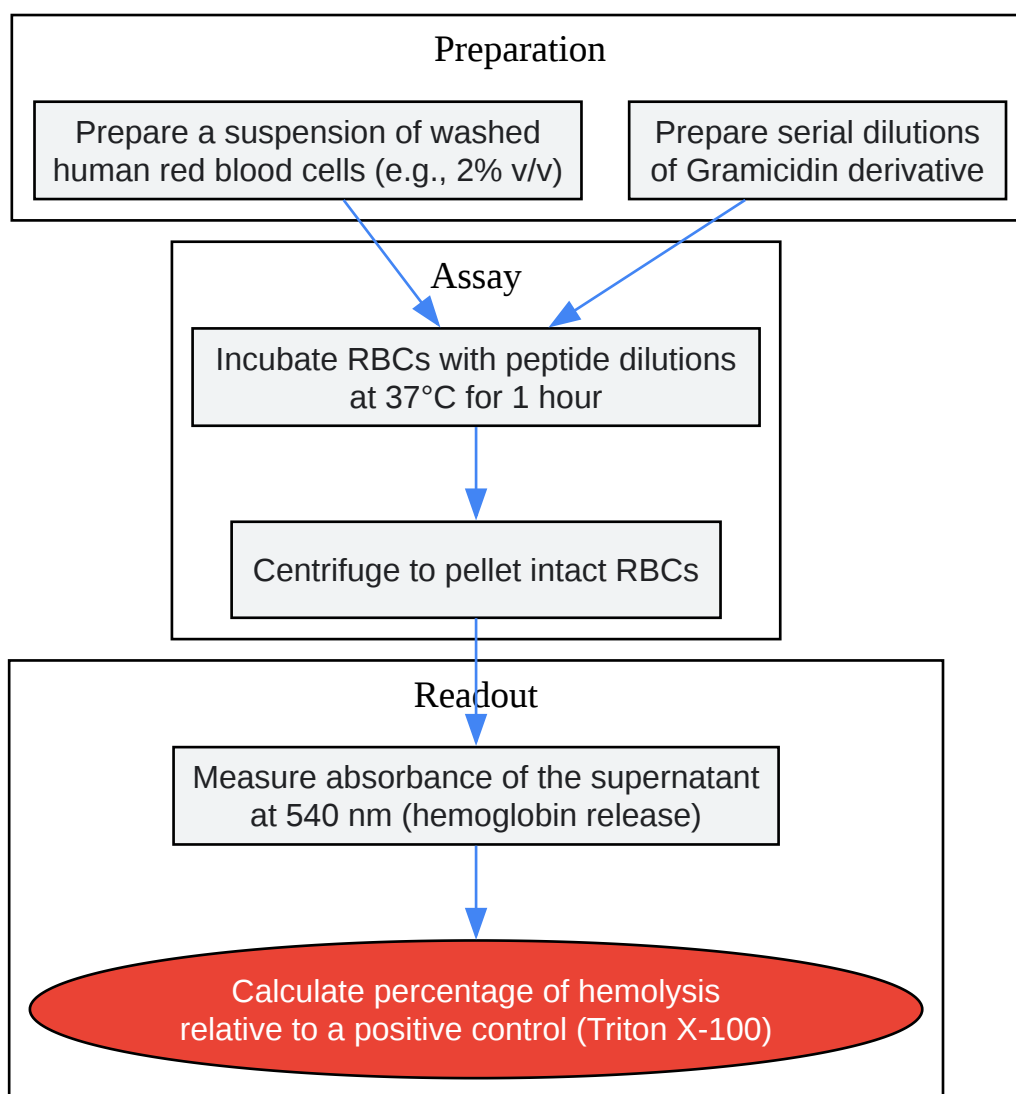 Preparation
Prepare a suspension of washed
human red blood cells (e.g., 2% v/v)
Prepare serial dilutions
of Gramicidin derivative
Assay
Incubate RBCs with peptide dilutions
at 37°C for 1 hour
Centrifuge to pellet intact RBCs
Readout
Measure absorbance of the supernatant
at 540 nm (hemoglobin release)
Calculate percentage of hemolysis
relative to a positive control (Triton X-100)